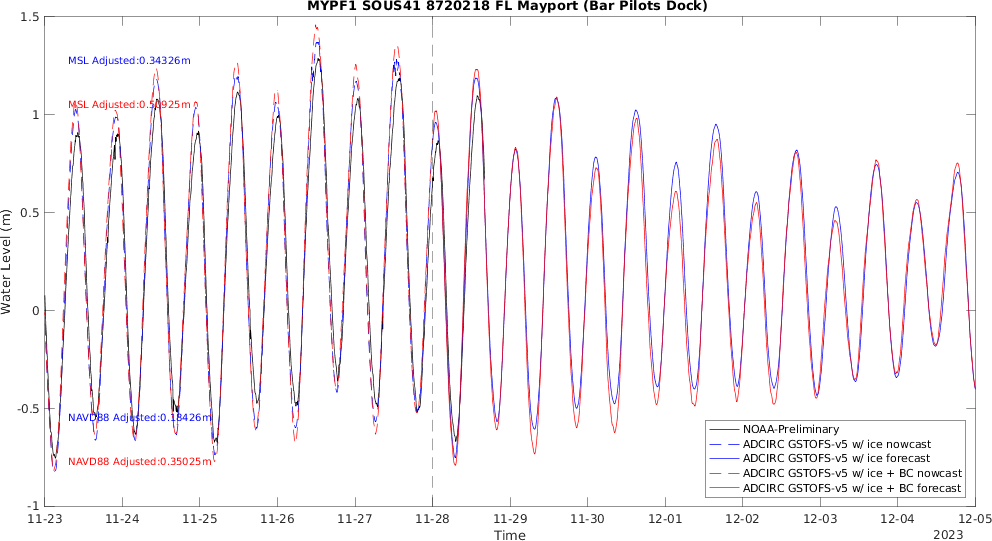 MYPF1 SOUS41 8720218 FL Mayport (Bar Pilots Dock)
Water Level (m)
1.5
1
0.5
0
-0.5
-1
MSL Adjusted:0.34326m
MSL Adjusted:0.50925m
NAVD88 Adjusted:0.18426m
NAVD88 Adjusted:0.35025m
NOAA-Preliminary
ADCIRC GSTOFS-v5 w/ ice nowcast
ADCIRC GSTOFS-v5 w/ ice forecast
ADCIRC GSTOFS-v5 w/ ice + BC nowcast
ADCIRC GSTOFS-v5 w/ ice + BC forecast
11-23 11-24 11-25 11-26 11-27 11-28 11-29 11-30 12-01 12-02 12-03 12-04 12-05
Time
2023